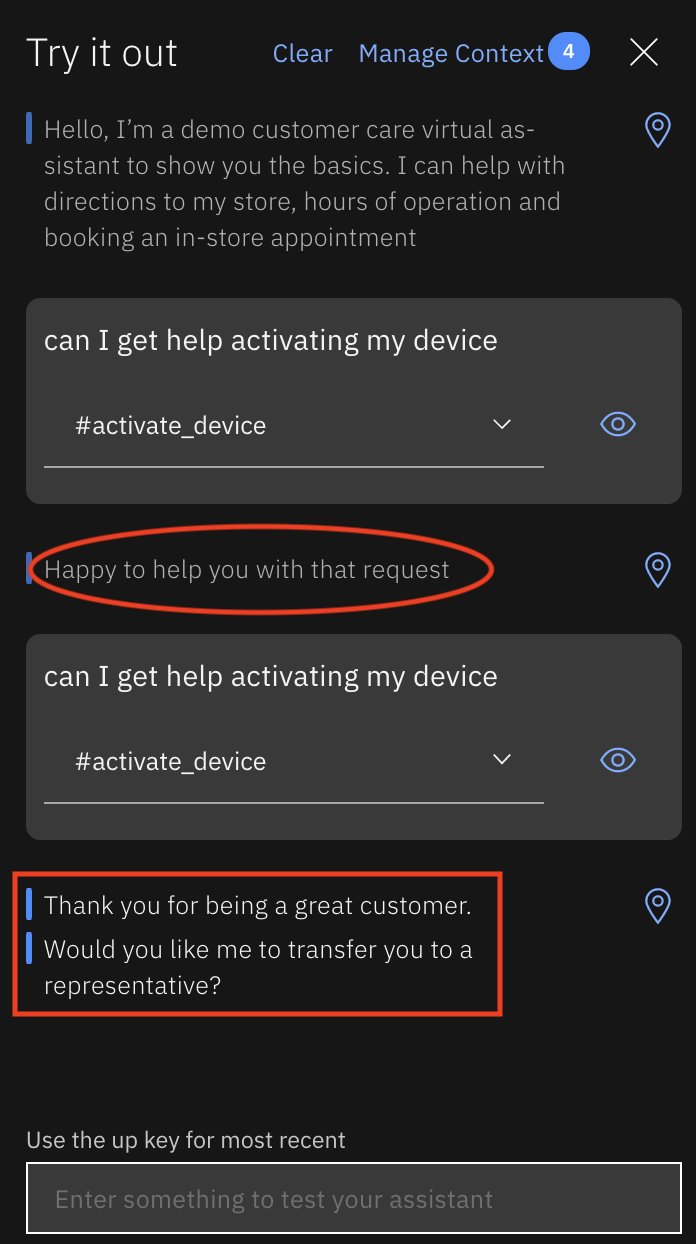 Try it out
Clear
Manage Context
4
Hello, I’m a demo customer care virtual as-
sistant to show you the basics. I can help with
directions to my store, hours of operation and
booking an in-store appointment
can I get help activating my device
#activate_device
Happy to help you with that request
can I get help activating my device
#activate_device
Thank you for being a great customer.
Would you like me to transfer you to a
representative?
Use the up key for most recent
Enter something to test your assistant